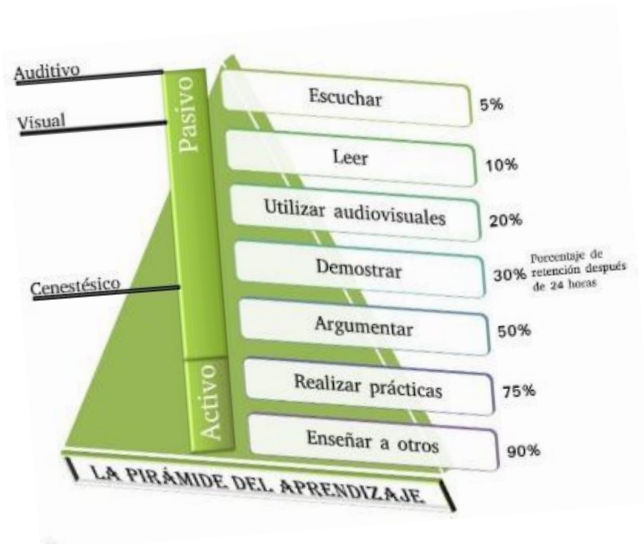 Auditivo
Visual
Cenestésico
Pasivo
Activo
Escuchar
5%
Leer
10%
Utilizar audiovisuales
20%
Demostrar
30%
Porcentaje de
retención después
de 24 horas
Argumentar
50%
Realizar prácticas
75%
Enseñar a otros
90%
LA PIRÁMIDE DEL APRENDIZAJE